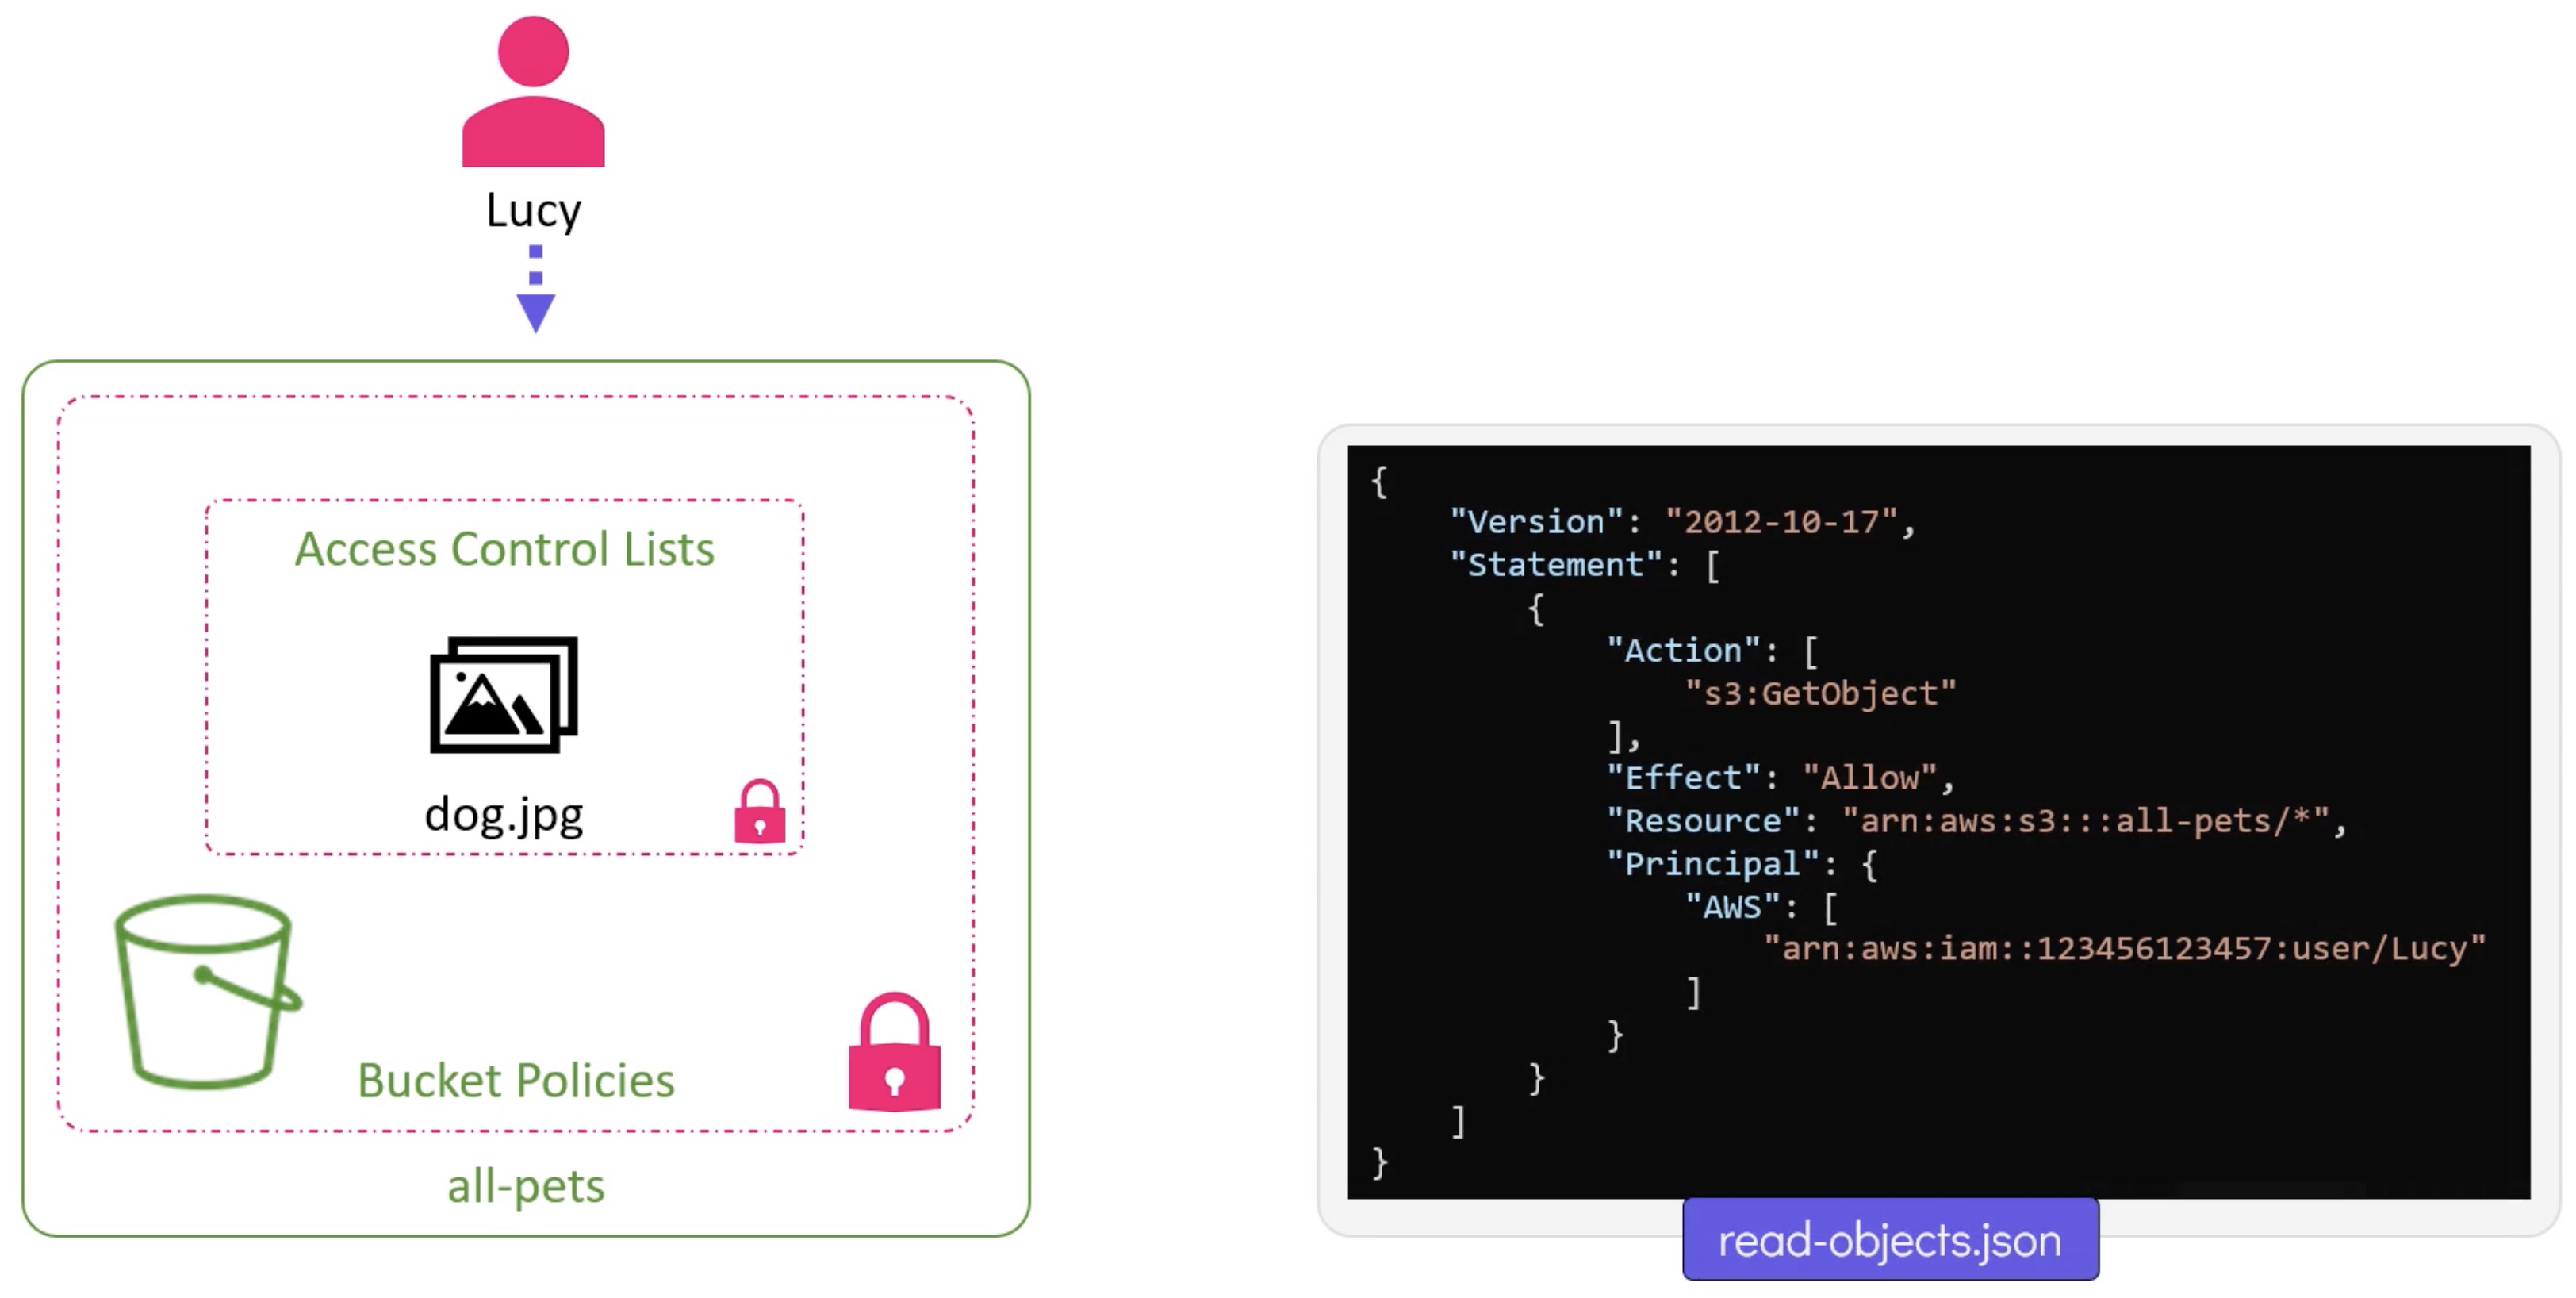 Lucy
Access Control Lists
dog.jpg
Bucket Policies
all-pets
{
"Version": "2012-10-17",
"Statement": [
{
"Action": [
"s3:GetObject"
],
"Effect": "Allow",
"Resource": "arn:aws:s3:::all-pets/*",
"Principal": {
"AWS": [
"arn:aws:iam::123456123457:user/Lucy"
]
}
}
]
}
read-objects.json